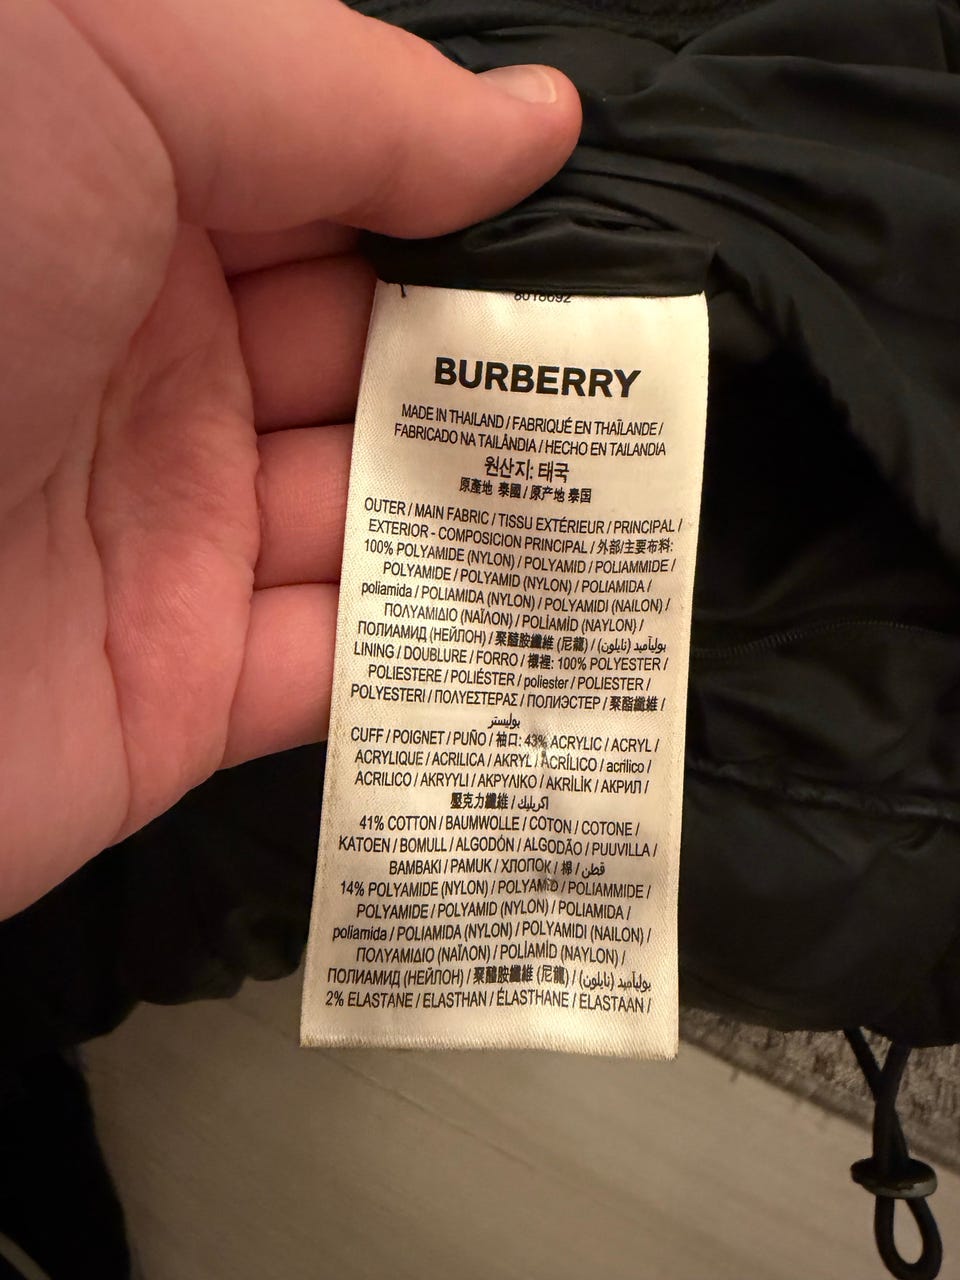 8018692
BURBERRY
MADE IN THAILAND / FABRIQUÉ EN THAÏLANDE /
FABRICADO NA TAILÂNDIA / HECHO EN TAILANDIA
원산지: 태국
原產地 泰國 / 原产地 泰国
OUTER / MAIN FABRIC / TISSU EXTÉRIEUR / PRINCIPAL /
EXTERIOR - COMPOSICION PRINCIPAL / 外部/主要布料:
100% POLYAMIDE (NYLON) / POLYAMID / POLIAMMIDE /
POLYAMIDE / POLYAMID (NYLON) / POLIAMIDA /
poliamida / POLIAMIDA (NYLON) / POLYAMIDI (NAILON) /
ΠΟΛΥΑΜΙΔΙΟ (ΝΑΪΛΟΝ) / POLİAMİD (NAYLON) /
ПОЛИАМИД (НЕЙЛОН) / 聚醯胺纖維 (尼龍) / بولیآمید (نایلون)
LINING / DOUBLURE / FORRO / 襯裡: 100% POLYESTER /
POLIESTERE / POLIÉSTER / poliester / POLIESTER /
POLYESTERI / ΠΟΛΥΕΣΤΕΡΑΣ / ПОЛИЭСТЕР / 聚酯纖維 /
بوليستر
CUFF / POIGNET / PUÑO / 袖口: 43% ACRYLIC / ACRYL /
ACRYLIQUE / ACRILICA / AKRYL / ACRÍLICO / acrilico /
ACRILICO / AKRYYLI / ΑΚΡΥΛΙΚΟ / AKRİLİK / АКРИЛ /
壓克力纖維 / اكريليك
41% COTTON / BAUMWOLLE / COTON / COTONE /
KATOEN / BOMULL / ALGODÓN / ALGODÃO / PUUVILLA /
ΒΑΜΒΑΚΙ / PAMUK / ХЛОПОК / 棉 / قطن
14% POLYAMIDE (NYLON) / POLYAMID / POLIAMMIDE /
POLYAMIDE / POLYAMID (NYLON) / POLIAMIDA /
poliamida / POLIAMIDA (NYLON) / POLYAMIDI (NAILON) /
ΠΟΛΥΑΜΙΔΙΟ (ΝΑΪΛΟΝ) / POLİAMİD (NAYLON) /
ПОЛИАМИД (НЕЙЛОН) / 聚醯胺纖維 (尼龍) / بولیآمید (نایلون)
2% ELASTANE / ELASTHAN / ÉLASTHANE / ELASTAAN /